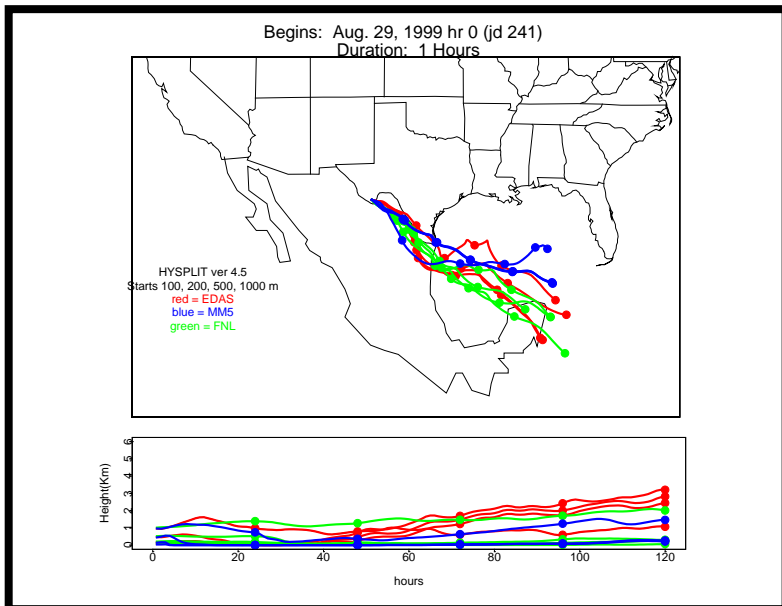 Begins: Aug. 29, 1999 hr 0 (jd 241)
Duration: 1 Hours
HYSPLIT ver 4.5
Starts 100, 200, 500, 1000 m
red = EDAS
blue = MM5
green = FNL
Height(Km)
6
5
4
3
2
1
0
0 20 40 60 80 100 120
hours